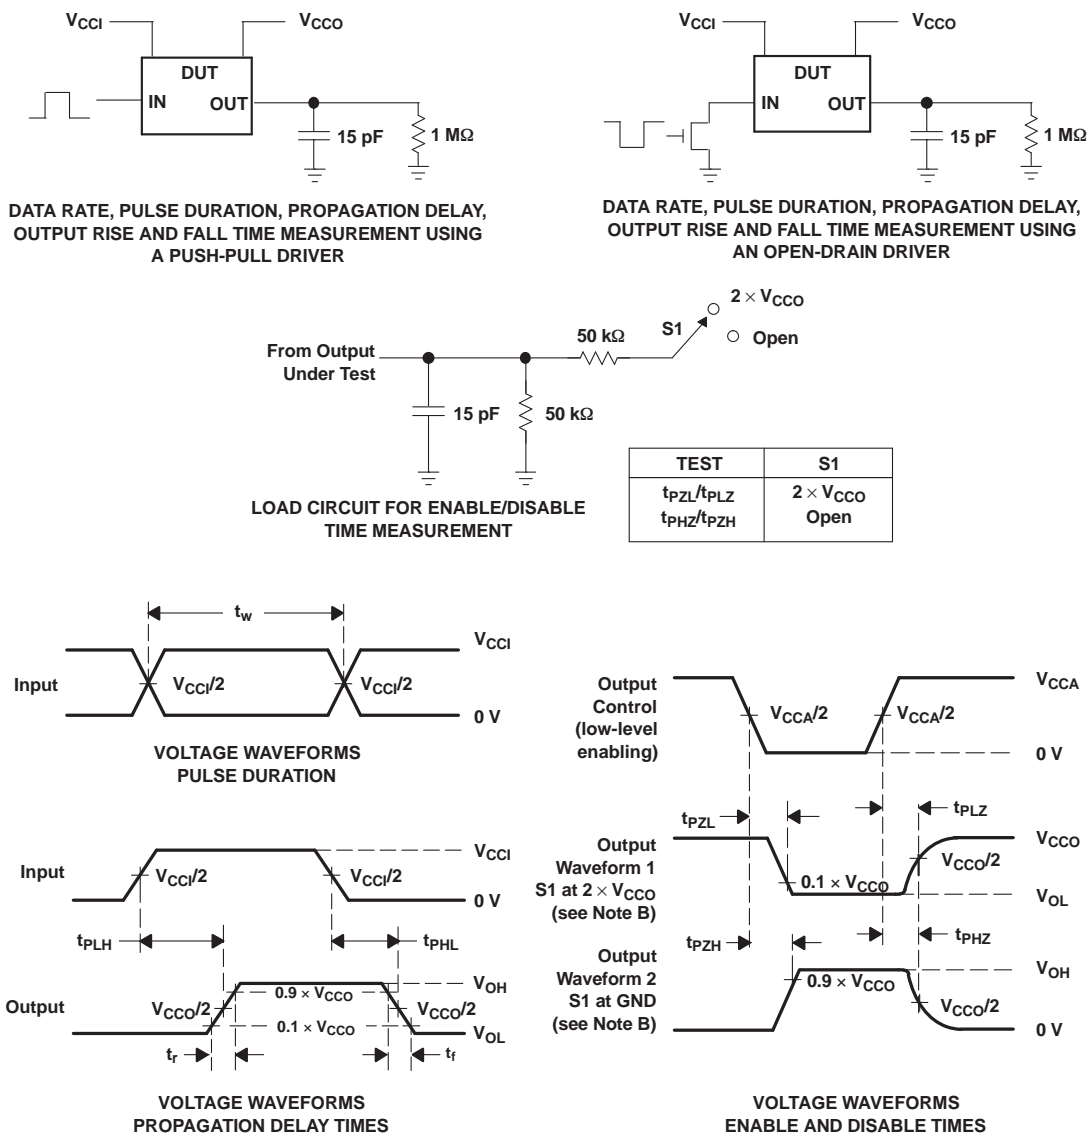 VCCI VCCO
DUT
IN OUT
15 pF 1 MΩ
DATA RATE, PULSE DURATION, PROPAGATION DELAY,
OUTPUT RISE AND FALL TIME MEASUREMENT USING
A PUSH-PULL DRIVER
VCCI VCCO
DUT
IN OUT
15 pF 1 MΩ
DATA RATE, PULSE DURATION, PROPAGATION DELAY,
OUTPUT RISE AND FALL TIME MEASUREMENT USING
AN OPEN-DRAIN DRIVER
2 × VCCO
S1
50 kΩ
Open
From Output
Under Test
15 pF 50 kΩ
LOAD CIRCUIT FOR ENABLE/DISABLE
TIME MEASUREMENT
TEST S1
tPZL/tPLZ 2 × VCCO
tPHZ/tPZH Open
tw
VCCI
Input VCCI/2 VCCI/2
0 V
VOLTAGE WAVEFORMS
PULSE DURATION
VCCI
Input VCCI/2 VCCI/2
0 V
tPLH tPHL
VOH
0.9 × VCCO
Output VCCO/2 VCCO/2
0.1 × VCCO
VOL
tr tf
VOLTAGE WAVEFORMS
PROPAGATION DELAY TIMES
Output
Control
(low-level
enabling)
VCCA
VCCA/2 VCCA/2
0 V
tPZL tPLZ
Output
Waveform 1
S1 at 2 × VCCO
(see Note B)
VCCO
VCCO/2
0.1 × VCCO
VOL
tPZH tPHZ
Output
Waveform 2
S1 at GND
(see Note B)
VOH
0.9 × VCCO
VCCO/2
0 V
VOLTAGE WAVEFORMS
ENABLE AND DISABLE TIMES